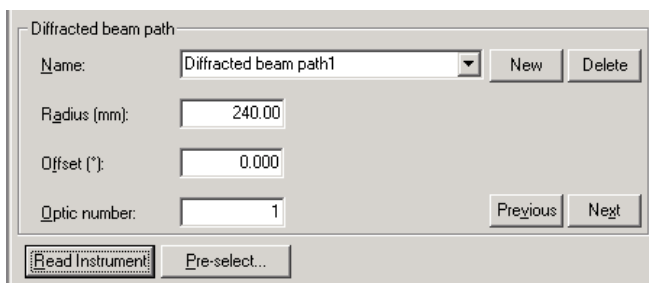 Diffracted beam path
Name: Diffracted beam path1 New Delete
Radius (mm): 240.00
Offset (°): 0.000
Optic number: 1 Previous Next
Read Instrument Pre-select...